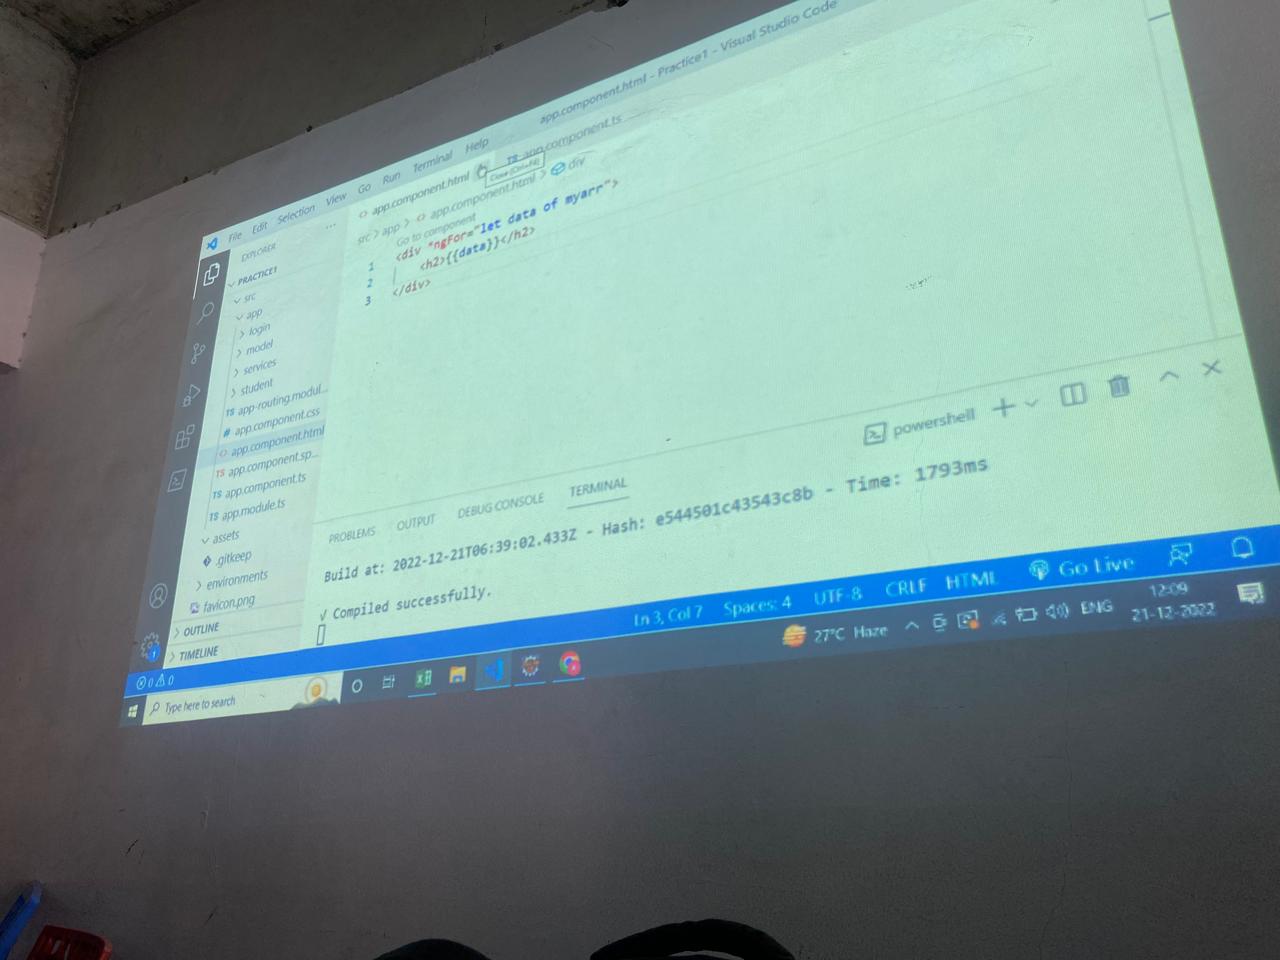 app.component.html - Practice1 - Visual Studio Code
File Edit Selection View Go Run Terminal Help
EXPLORER ...
PRACTICE1
src
app
login
model
services
student
TS app-routing.modul...
# app.component.css
<> app.component.html
TS app.component.sp...
TS app.component.ts
TS app.module.ts
assets
.gitkeep
environments
favicon.png
OUTLINE
TIMELINE
<> app.component.html
TS app.component.ts
Close (Ctrl+F4)
src > app > <> app.component.html > div
Go to component
1 <div *ngFor="let data of myarr">
2 <h2>{{data}}</h2>
3 </div>
PROBLEMS OUTPUT DEBUG CONSOLE TERMINAL
powershell
Build at: 2022-12-21T06:39:02.433Z - Hash: e544501c43543c8b - Time: 1793ms
√ Compiled successfully.
0 0
Ln 3, Col 7 Spaces: 4 UTF-8 CRLF HTML Go Live
Type here to search
27°C Haze ENG
12:09
21-12-2022